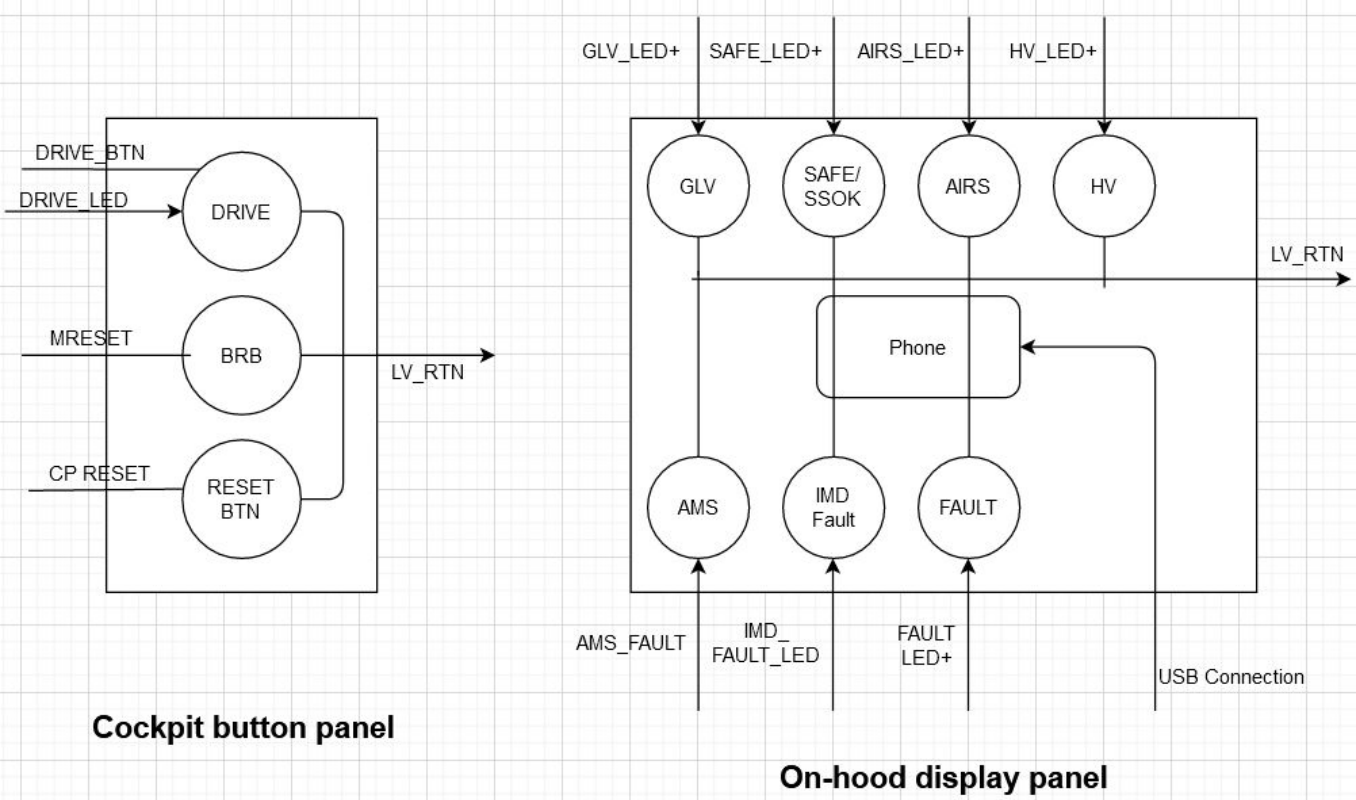 GLV_LED+
SAFE_LED+
AIRS_LED+
HV_LED+
DRIVE_BTN
DRIVE_LED
DRIVE
MRESET
BRB
LV_RTN
CP RESET
RESET
BTN
Cockpit button panel
GLV
SAFE/
SSOK
AIRS
HV
LV_RTN
Phone
AMS
IMD
Fault
FAULT
AMS_FAULT
IMD_
FAULT_LED
FAULT
LED+
USB Connection
On-hood display panel